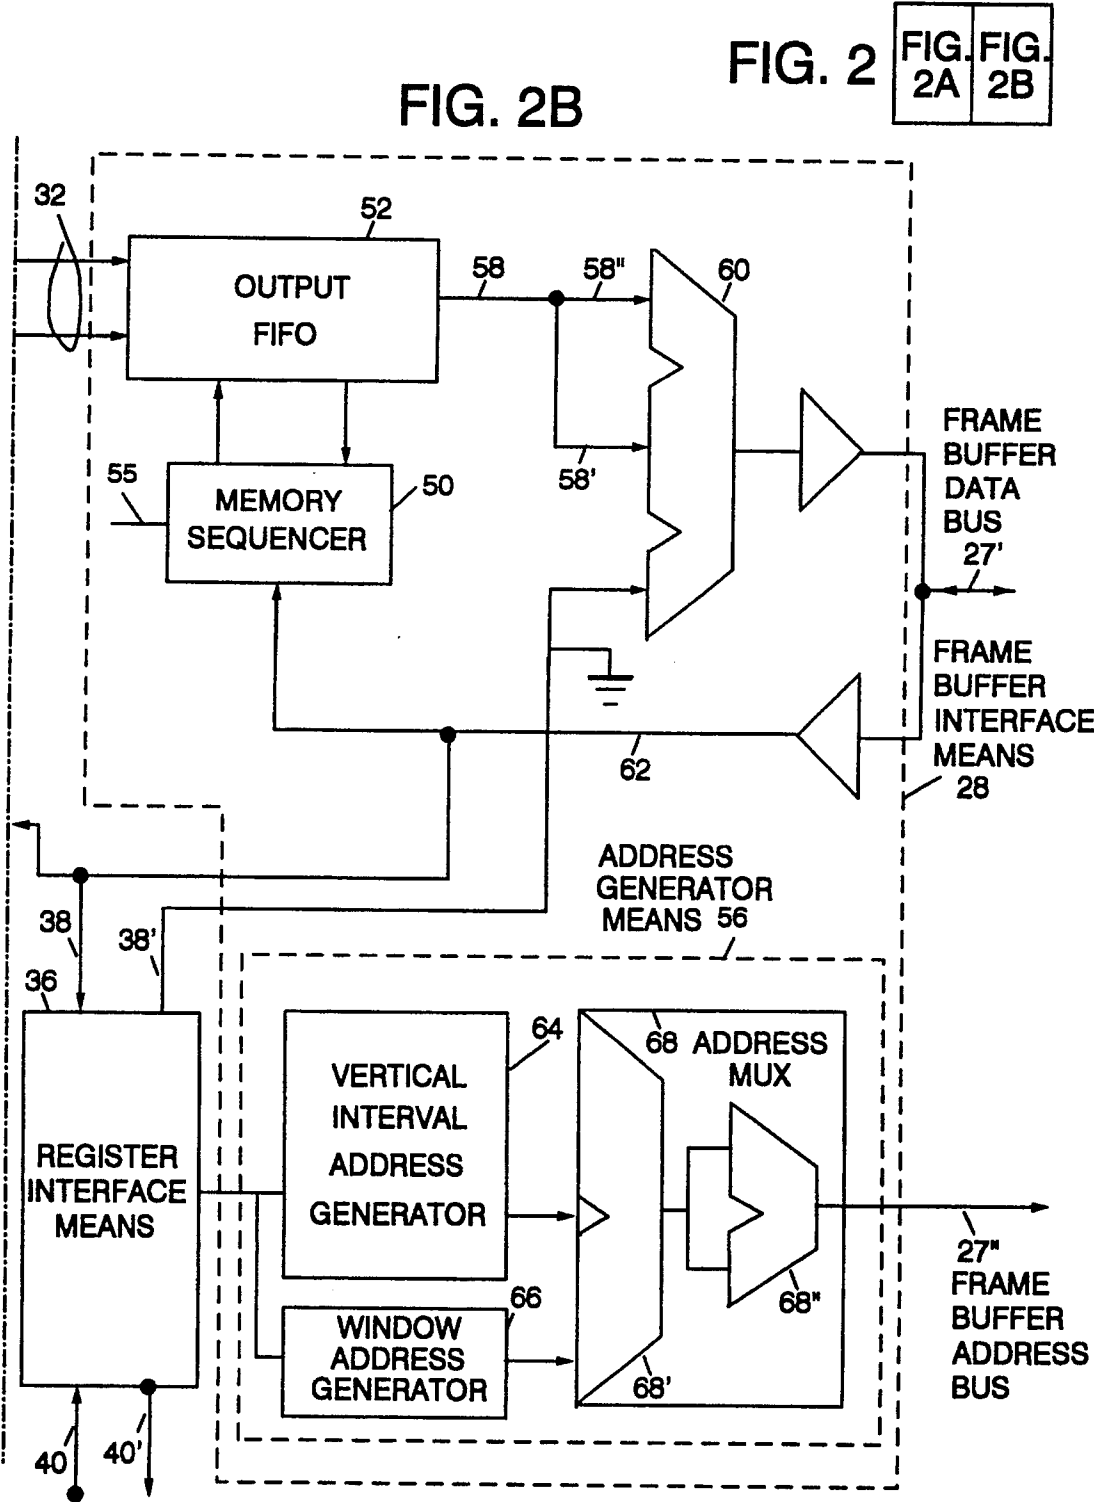 FIG. 2
FIG. 2A
FIG. 2B
FIG. 2B
32
52
OUTPUT
FIFO
58
58"
60
58'
55
MEMORY
SEQUENCER
50
FRAME
BUFFER
DATA
BUS
27'
FRAME
BUFFER
INTERFACE
MEANS
28
62
ADDRESS
GENERATOR
MEANS 56
38
38'
36
REGISTER
INTERFACE
MEANS
64
VERTICAL
INTERVAL
ADDRESS
GENERATOR
68 ADDRESS
MUX
66
WINDOW
ADDRESS
GENERATOR
68'
68"
27"
FRAME
BUFFER
ADDRESS
BUS
40
40'